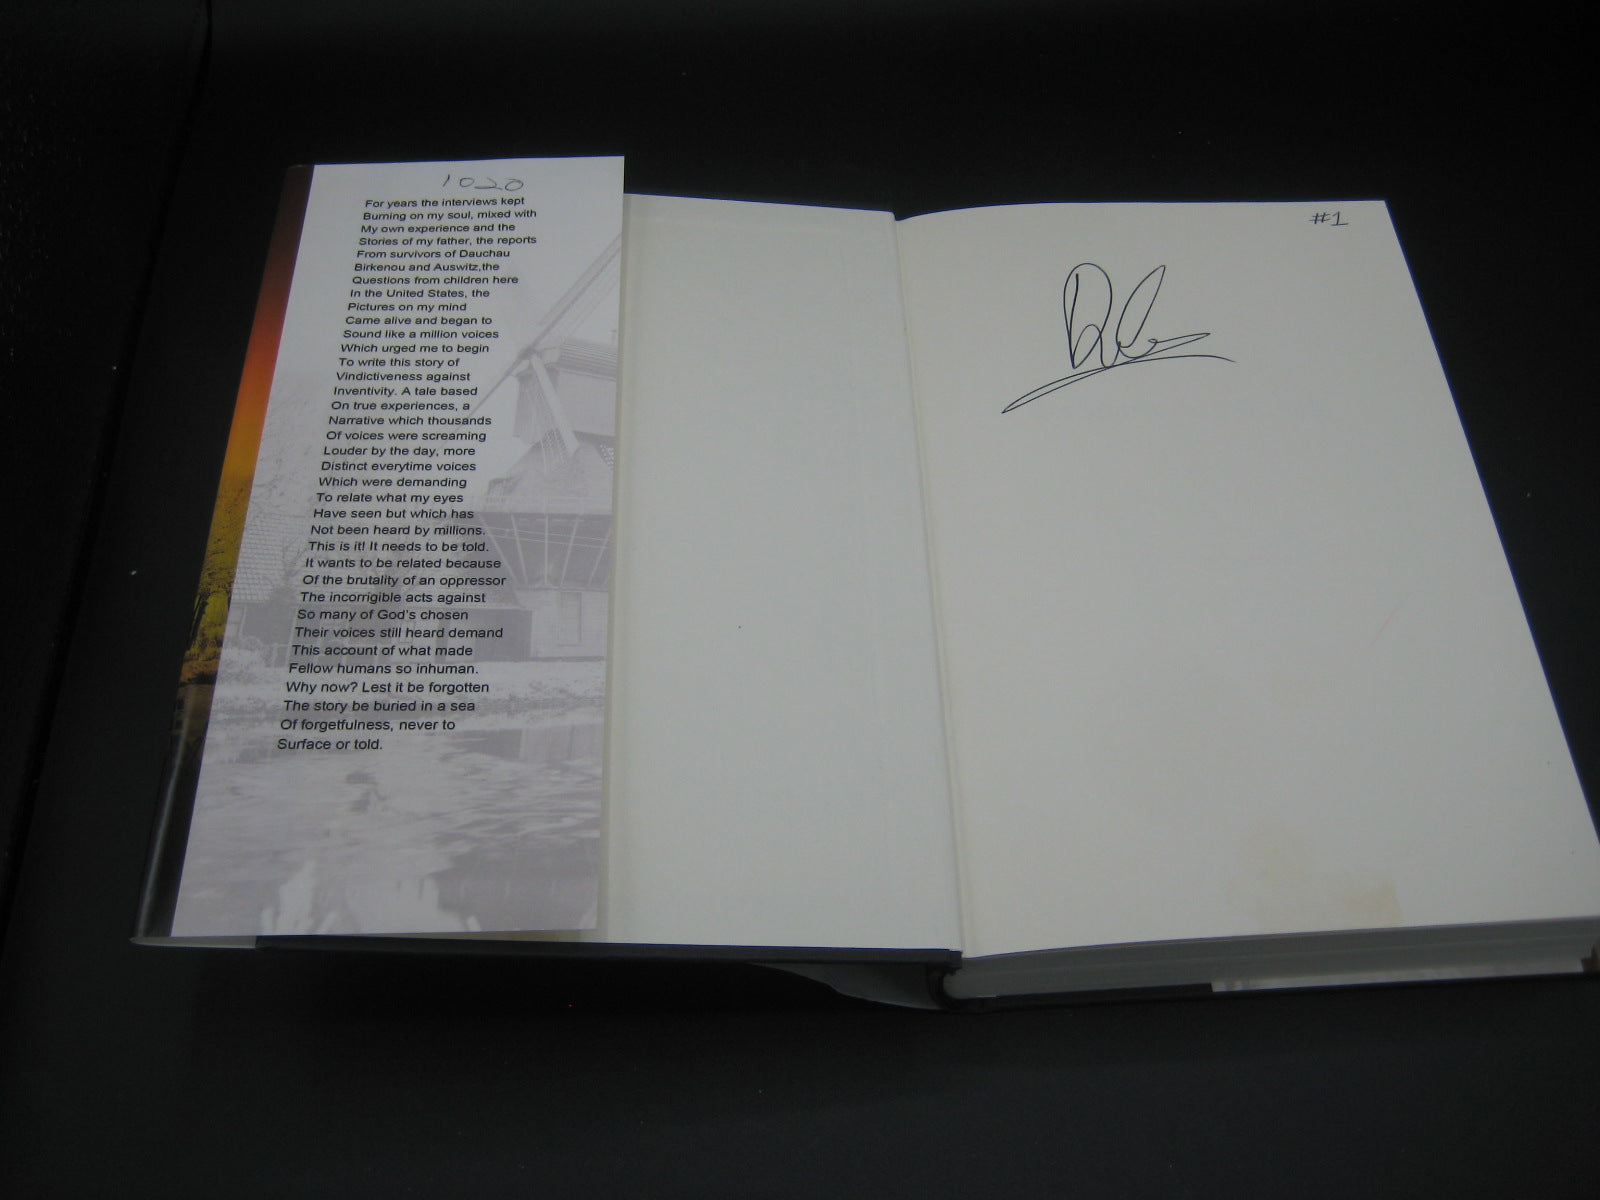 1020
For years the interviews kept
Burning on my soul, mixed with
My own experience and the
Stories of my father, the reports
From survivors of Dauchau
Birkenou and Auswitz,the
Questions from children here
In the United States, the
Pictures on my mind
Came alive and began to
Sound like a million voices
Which urged me to begin
To write this story of
Vindictiveness against
Inventivity. A tale based
On true experiences, a
Narrative which thousands
Of voices were screaming
Louder by the day, more
Distinct everytime voices
Which were demanding
To relate what my eyes
Have seen but which has
Not been heard by millions.
This is it! It needs to be told.
It wants to be related because
Of the brutality of an oppressor
The incorrigible acts against
So many of God's chosen
Their voices still heard demand
This account of what made
Fellow humans so inhuman.
Why now? Lest it be forgotten
The story be buried in a sea
Of forgetfulness, never to
Surface or told.
#1